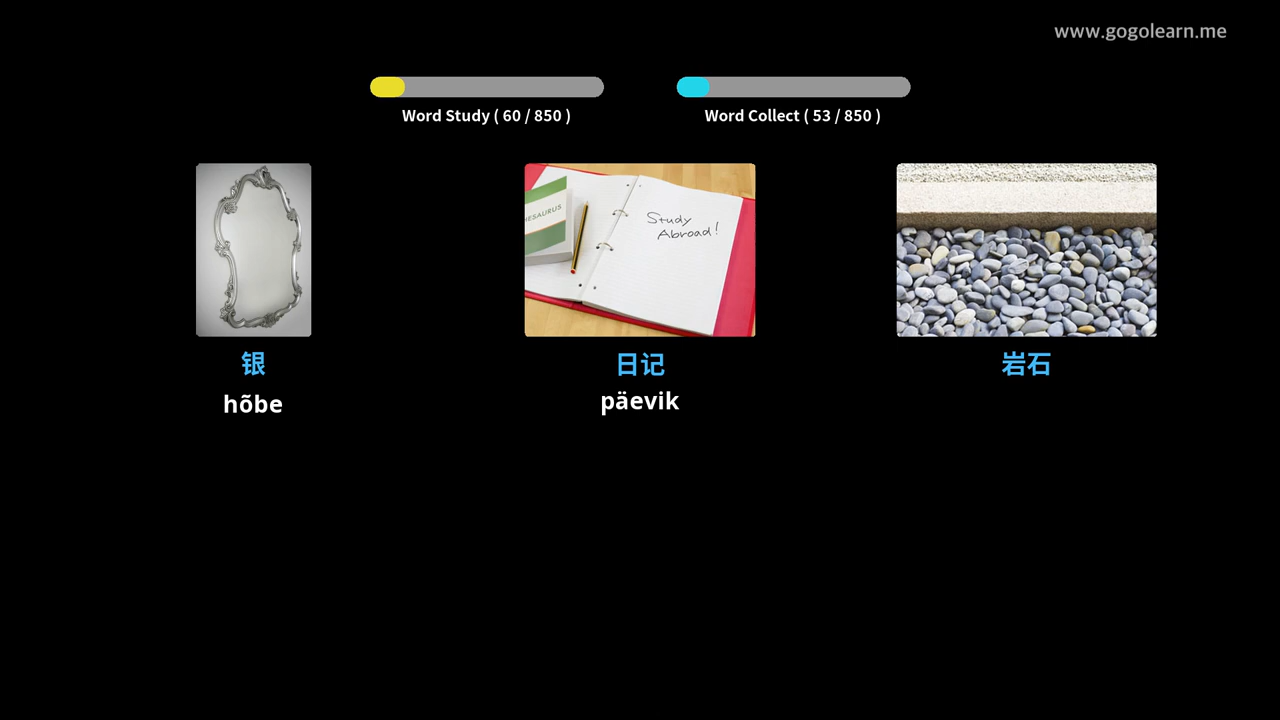 www.gogolearn.me
Word Study ( 60 / 850 )
Word Collect ( 53 / 850 )
HESAURUS
Study
Abroad!
银
日记
岩石
hõbe
päevik